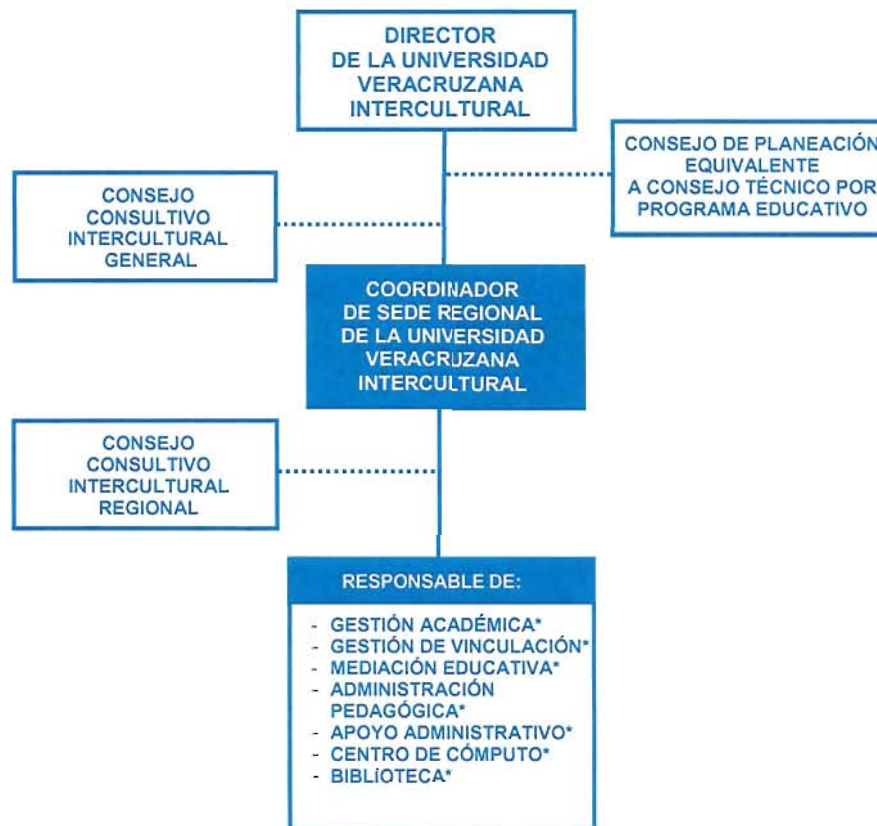 DIRECTOR
DE LA UNIVERSIDAD
VERACRUZANA
INTERCULTURAL
CONSEJO DE PLANEACIÓN
EQUIVALENTE
A CONSEJO TÉCNICO POR
PROGRAMA EDUCATIVO
CONSEJO
CONSULTIVO
INTERCULTURAL
GENERAL
COORDINADOR
DE SEDE REGIONAL
DE LA UNIVERSIDAD
VERACRUZANA
INTERCULTURAL
CONSEJO
CONSULTIVO
INTERCULTURAL
REGIONAL
RESPONSABLE DE:
- GESTIÓN ACADÉMICA*
- GESTIÓN DE VINCULACIÓN*
- MEDIACIÓN EDUCATIVA*
- ADMINISTRACIÓN
PEDAGÓGICA*
- APOYO ADMINISTRATIVO*
- CENTRO DE CÓMPUTO*
- BIBLIOTECA*